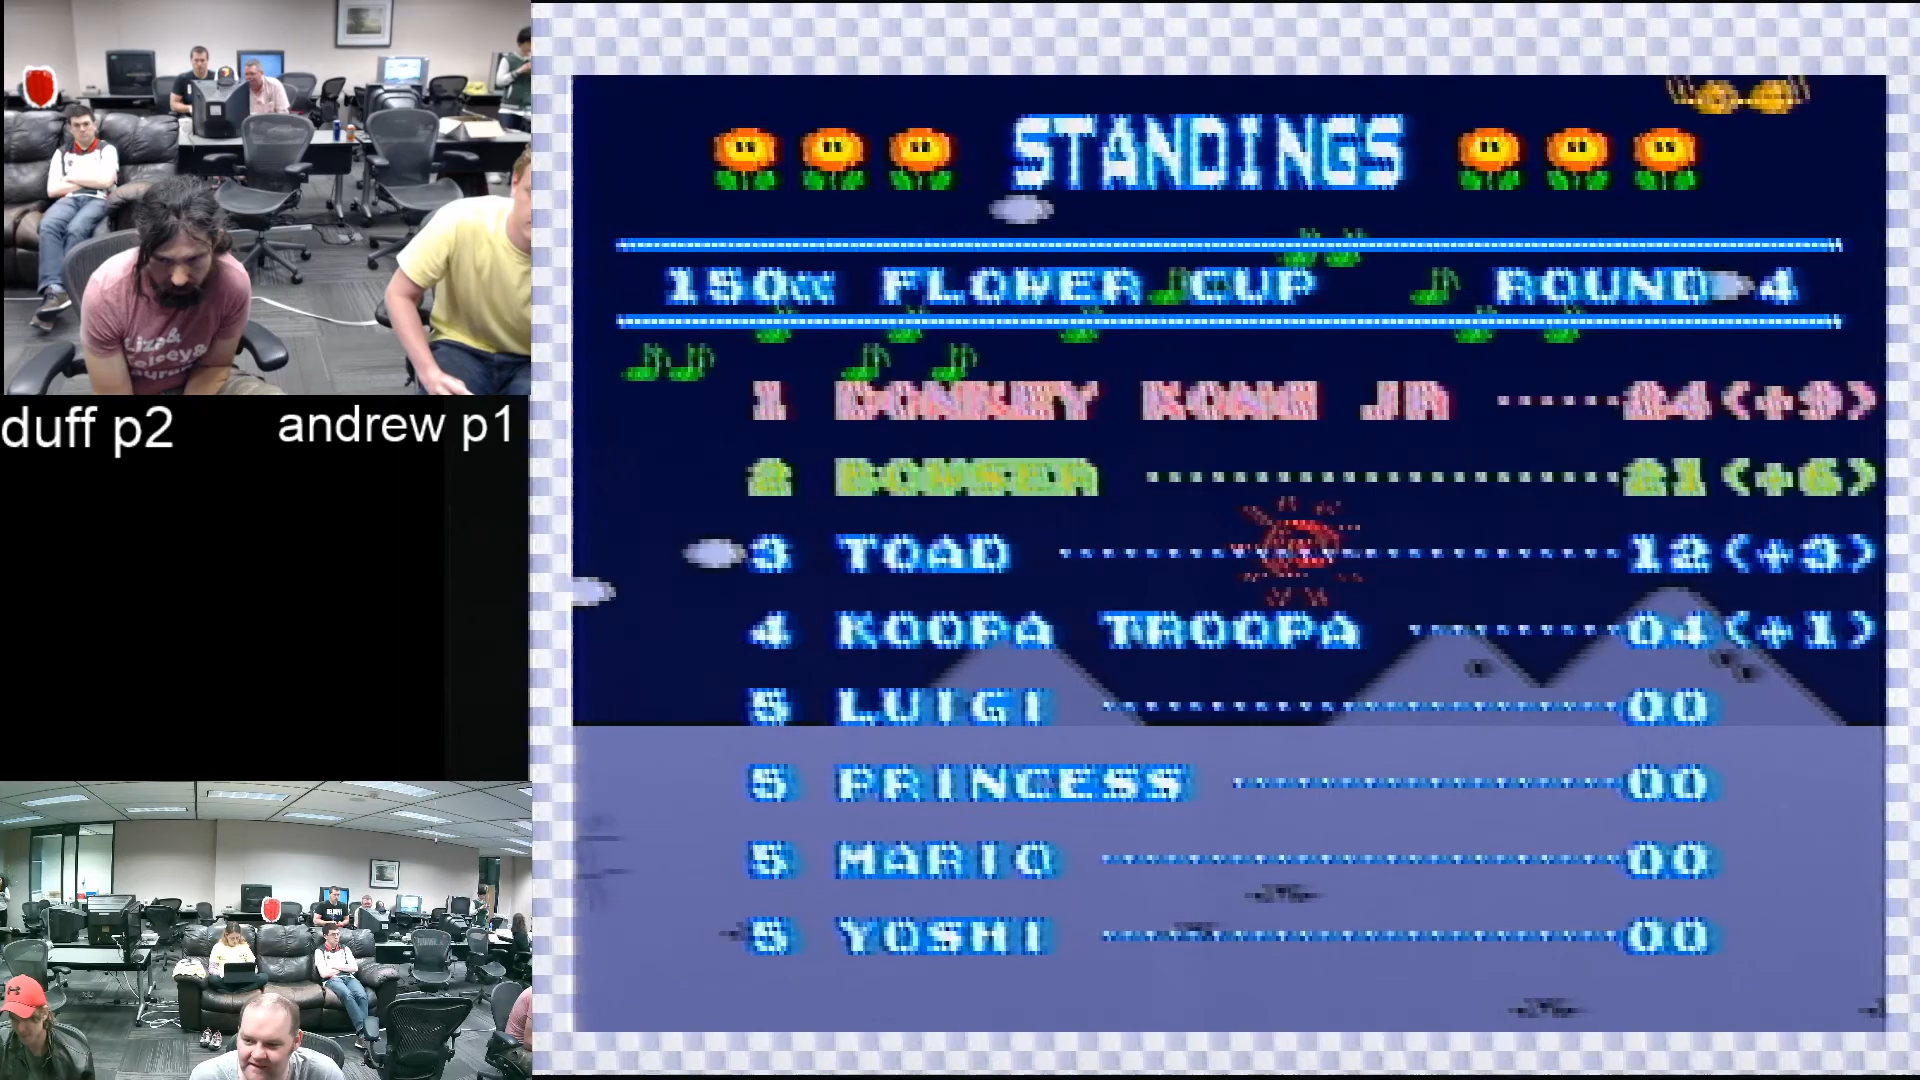 STANDINGS
150cc FLOWER CUP ROUND 4
1 DONKEY KONG JR 24(+9)
2 BOWSER 21(+6)
3 TOAD 12(+3)
4 KOOPA TROOPA 04(+1)
5 LUIGI 00
5 PRINCESS 00
5 MARIO 00
5 YOSHI 00
duff p2
andrew p1